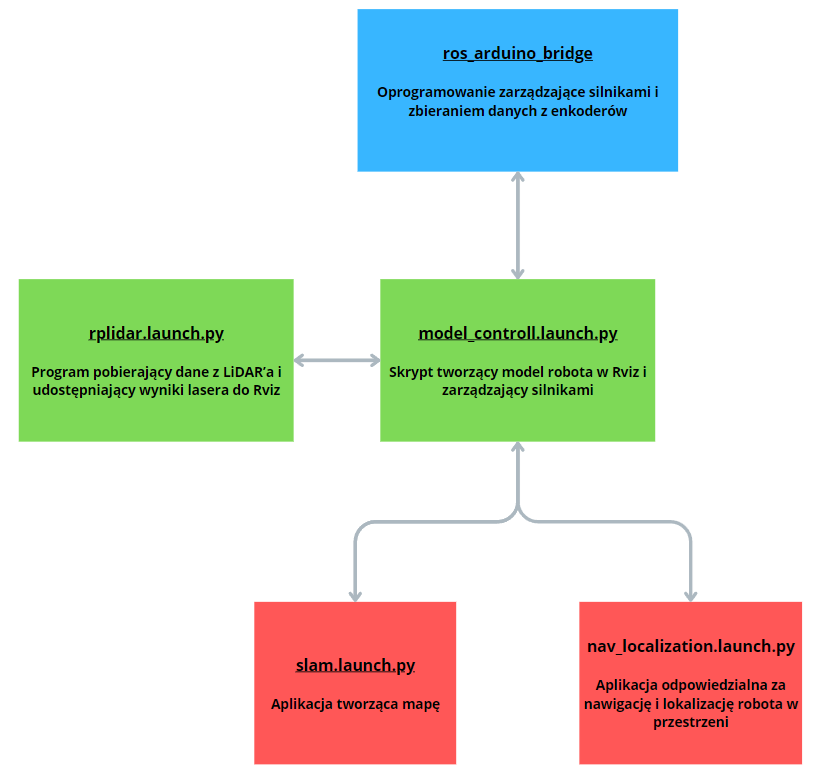 ros_arduino_bridge
Oprogramowanie zarządzające silnikami i
zbieraniem danych z enkoderów
rplidar.launch.py
Program pobierający dane z LiDAR'a i
udostępniający wyniki lasera do Rviz
model_controll.launch.py
Skrypt tworzący model robota w Rviz i
zarządzający silnikami
slam.launch.py
Aplikacja tworząca mapę
nav_localization.launch.py
Aplikacja odpowiedzialna za
nawigację i lokalizację robota w
przestrzeni